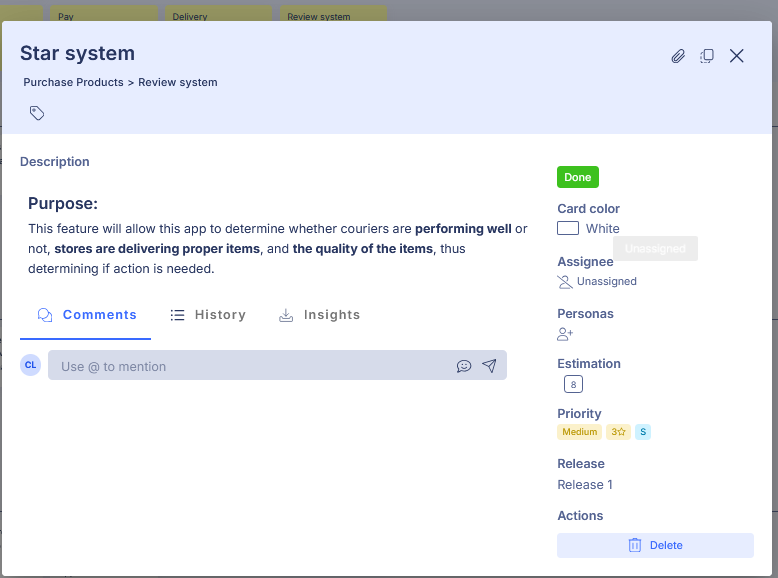 Pay
Delivery
Review system
Star system
Purchase Products > Review system
Description
Purpose:
This feature will allow this app to determine whether couriers are performing well or
not, stores are delivering proper items, and the quality of the items, thus
determining if action is needed.
Comments
History
Insights
CL
Use @ to mention
Done
Card color
White
Unassigned
Assignee
Unassigned
Personas
Estimation
8
Priority
Medium
3☆
S
Release
Release 1
Actions
Delete